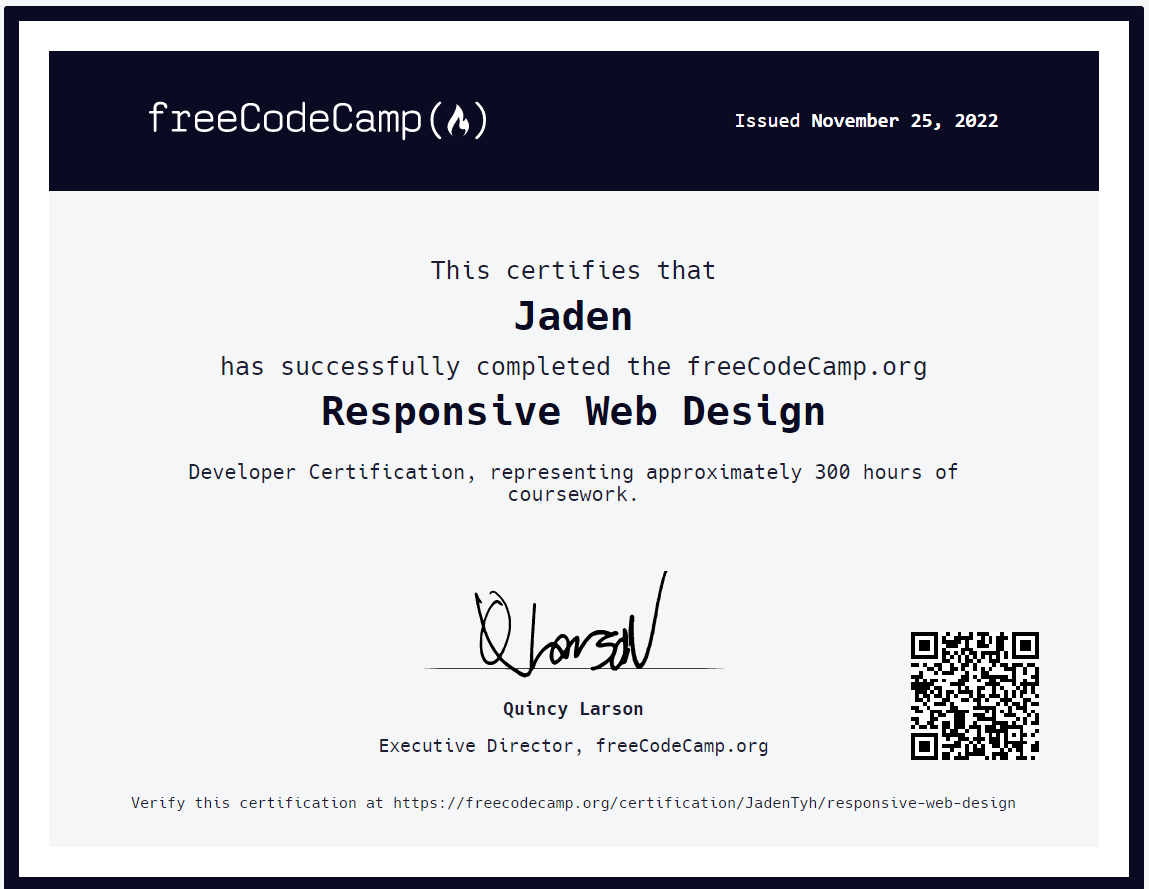 freeCodeCamp(🔥)
Issued November 25, 2022
This certifies that
Jaden
has successfully completed the freeCodeCamp.org
Responsive Web Design
Developer Certification, representing approximately 300 hours of
coursework.
Q Larson
Quincy Larson
Executive Director, freeCodeCamp.org
Verify this certification at https://freecodecamp.org/certification/JadenTyh/responsive-web-design